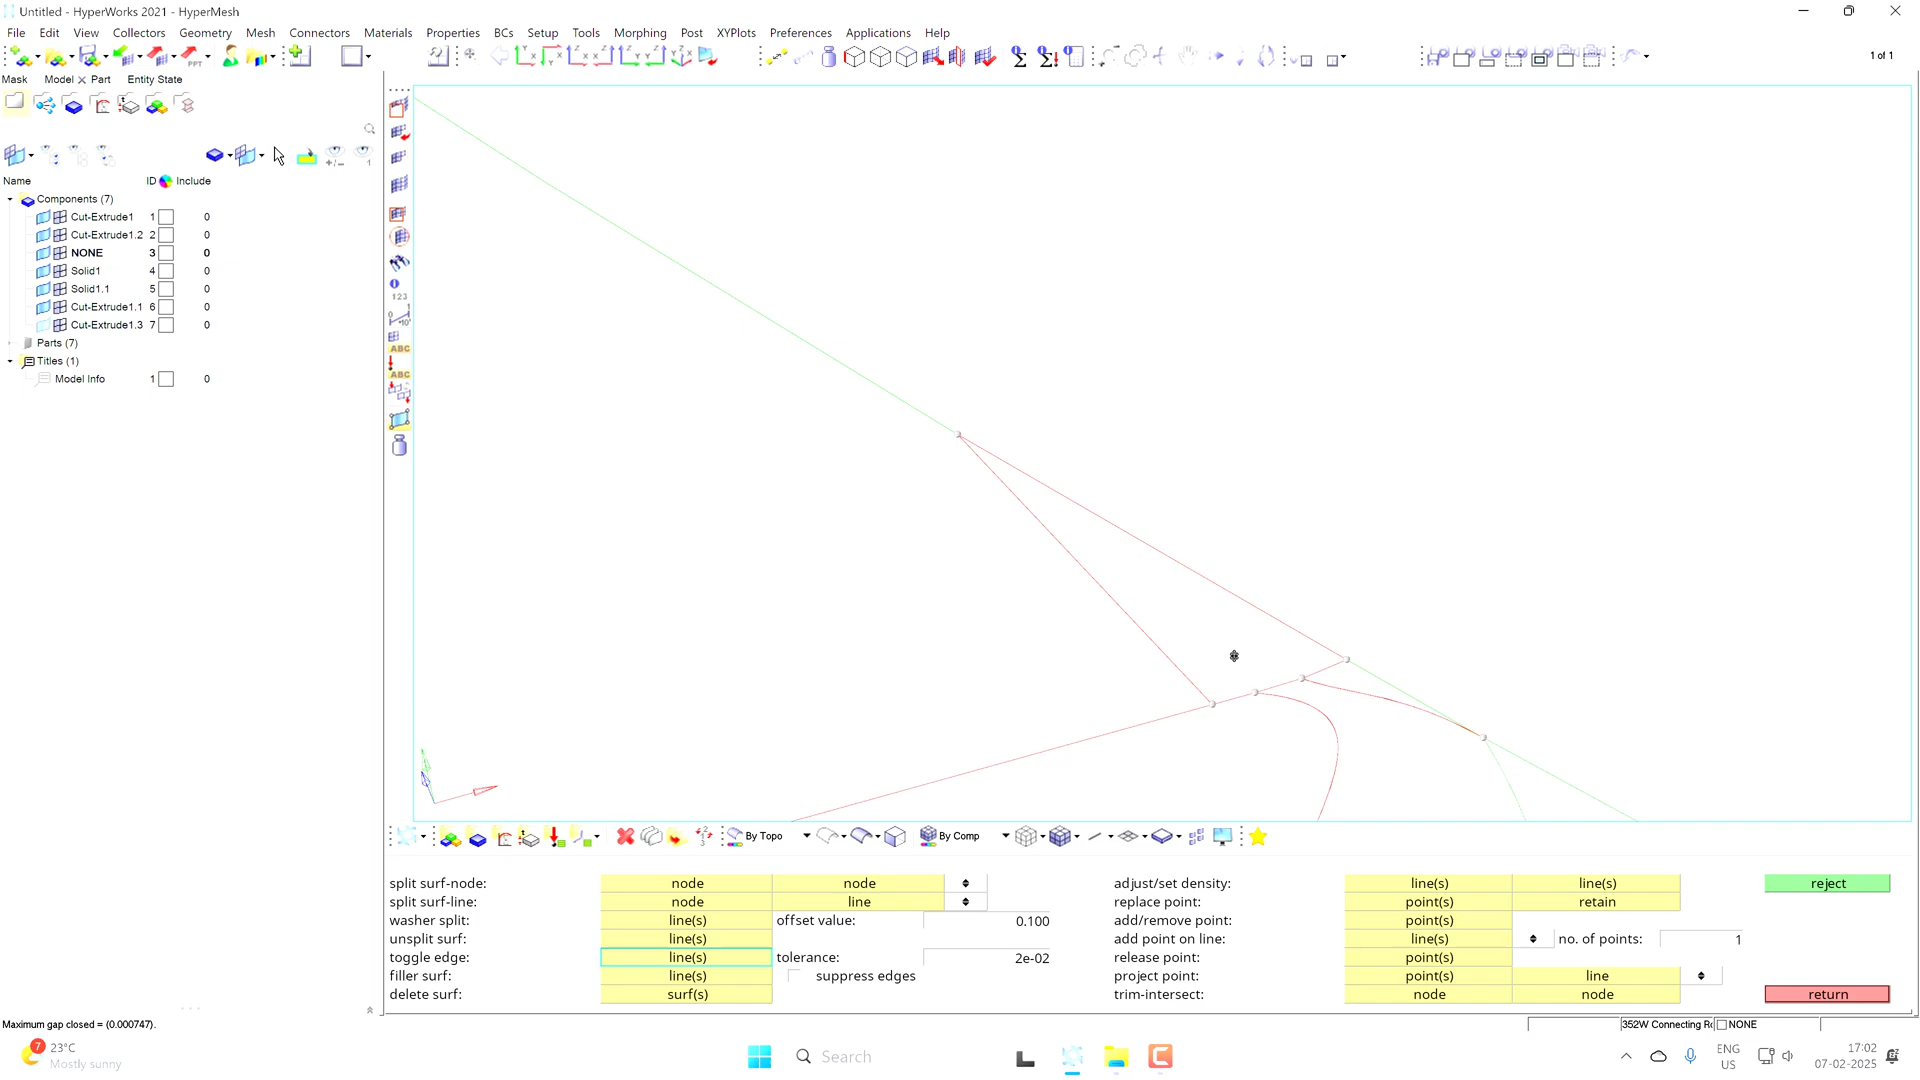 Untitled - HyperWorks 2021 - HyperMesh
File Edit View Collectors Geometry Mesh Connectors Materials Properties BCs Setup Tools Morphing Post XYPlots Preferences Applications Help
1 of 1
Mask Model Part Entity State
Name ID Include
Components (7)
Cut-Extrude1 1 0
Cut-Extrude1.2 2 0
NONE 3 0
Solid1 4 0
Solid1.1 5 0
Cut-Extrude1.1 6 0
Cut-Extrude1.3 7 0
Parts (7)
Titles (1)
Model Info 1 0
123
ABC
ABC
By Topo By Comp
split surf-node: node node adjust/set density: line(s) line(s) reject
split surf-line: node line replace point: point(s) retain
washer split: line(s) offset value: 0.100 add/remove point: point(s)
unsplit surf: line(s) add point on line: line(s) no. of points: 1
toggle edge: line(s) tolerance: 2e-02 release point: point(s)
filler surf: line(s) suppress edges project point: point(s) line
delete surf: surf(s) trim-intersect: node node return
Maximum gap closed = (0.000747). 352W Connecting Ro NONE
7 23°C
Mostly sunny
Search
ENG
US
17:02
07-02-2025